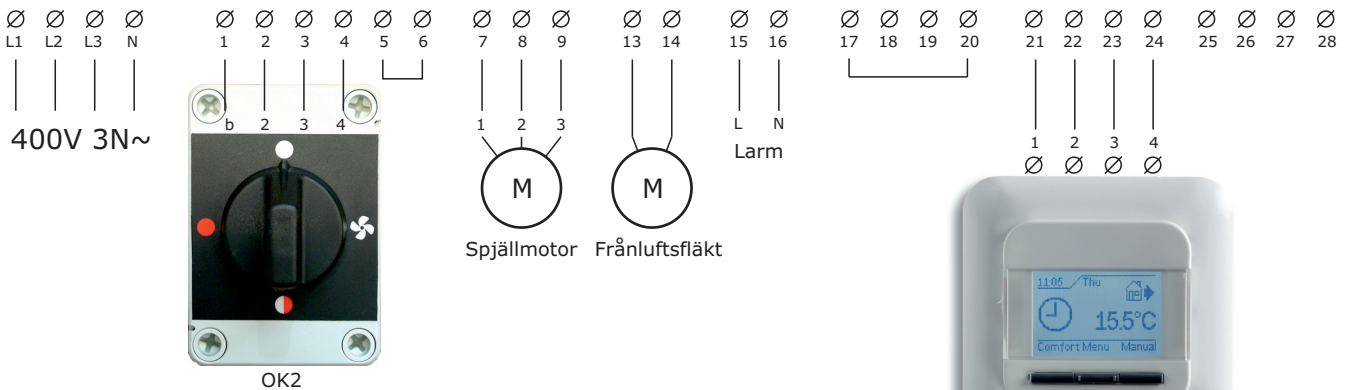 L1 L2 L3 N 1 2 3 4 5 6 7 8 9 13 14 15 16 17 18 19 20 21 22 23 24 25 26 27 28
b 2 3 4 1 2 3 L N
400V 3N~
Larm
1 2 3 4
M M
Spjällmotor Frånluftsfläkt
11:05 Thu
15.5°C
Comfort Menu Manual
OK2